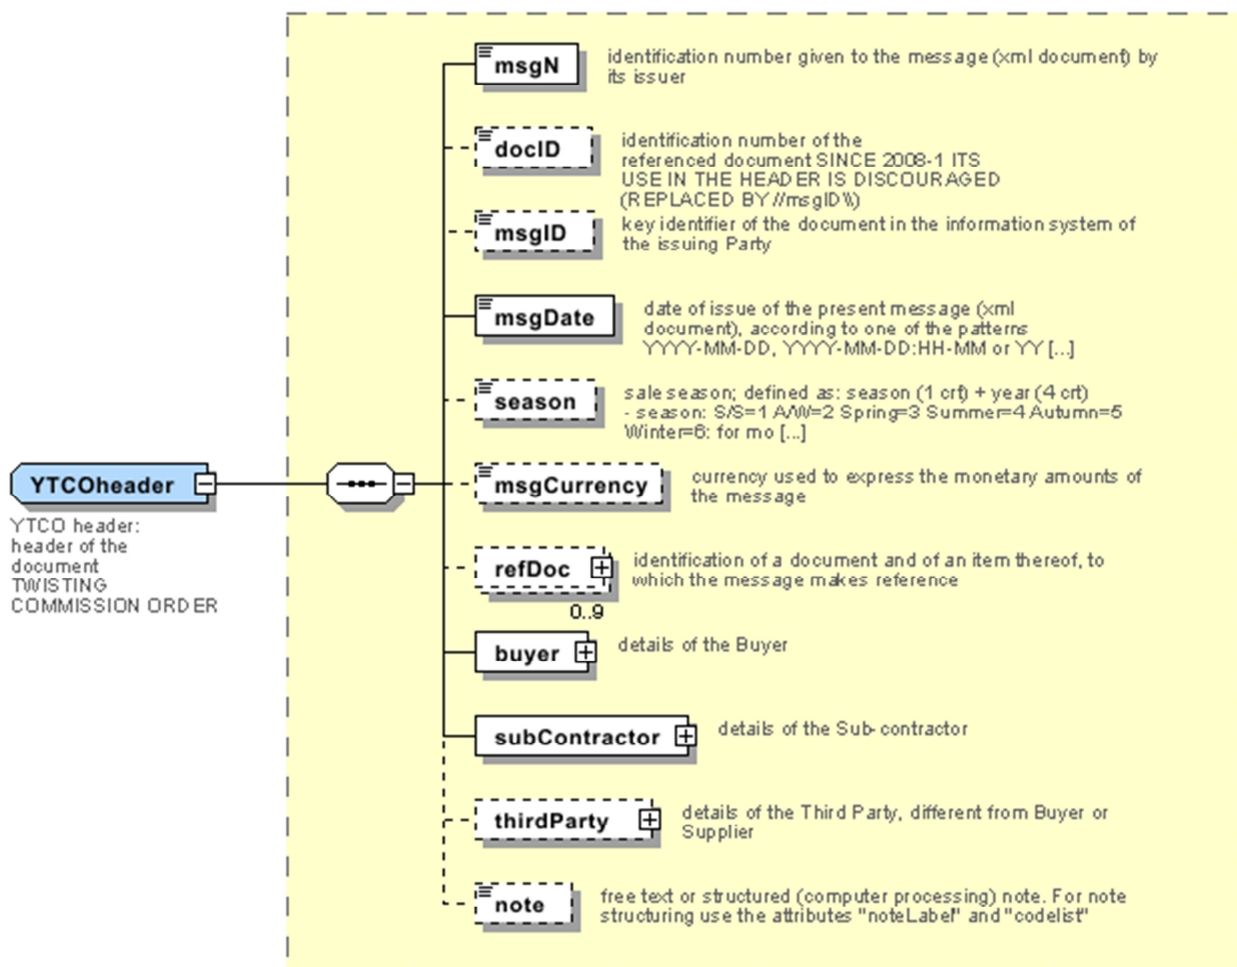 msgN
identification number given to the message (xml document) by
its issuer
docID
identification number of the
referenced document SINCE 2008-1 ITS
USE IN THE HEADER IS DISCOURAGED
(REPLACED BY //msgID\\)
msgID
key identifier of the document in the information system of
the issuing Party
msgDate
date of issue of the present message (xml
document), according to one of the patterns
YYYY-MM-DD, YYYY-MM-DD:HH-MM or YY [...]
season
sale season; defined as: season (1 crt) + year (4 crt)
- season: S/S=1 A/W=2 Spring=3 Summer=4 Autumn=5
Winter=6: for mo [...]
YTCOheader
YTCO header:
header of the
document
TWISTING
COMMISSION ORDER
msgCurrency
currency used to express the monetary amounts of
the message
refDoc
identification of a document and of an item thereof, to
which the message makes reference
0..9
buyer
details of the Buyer
subContractor
details of the Sub-contractor
thirdParty
details of the Third Party, different from Buyer or
Supplier
note
free text or structured (computer processing) note. For note
structuring use the attributes "noteLabel" and "codelist"